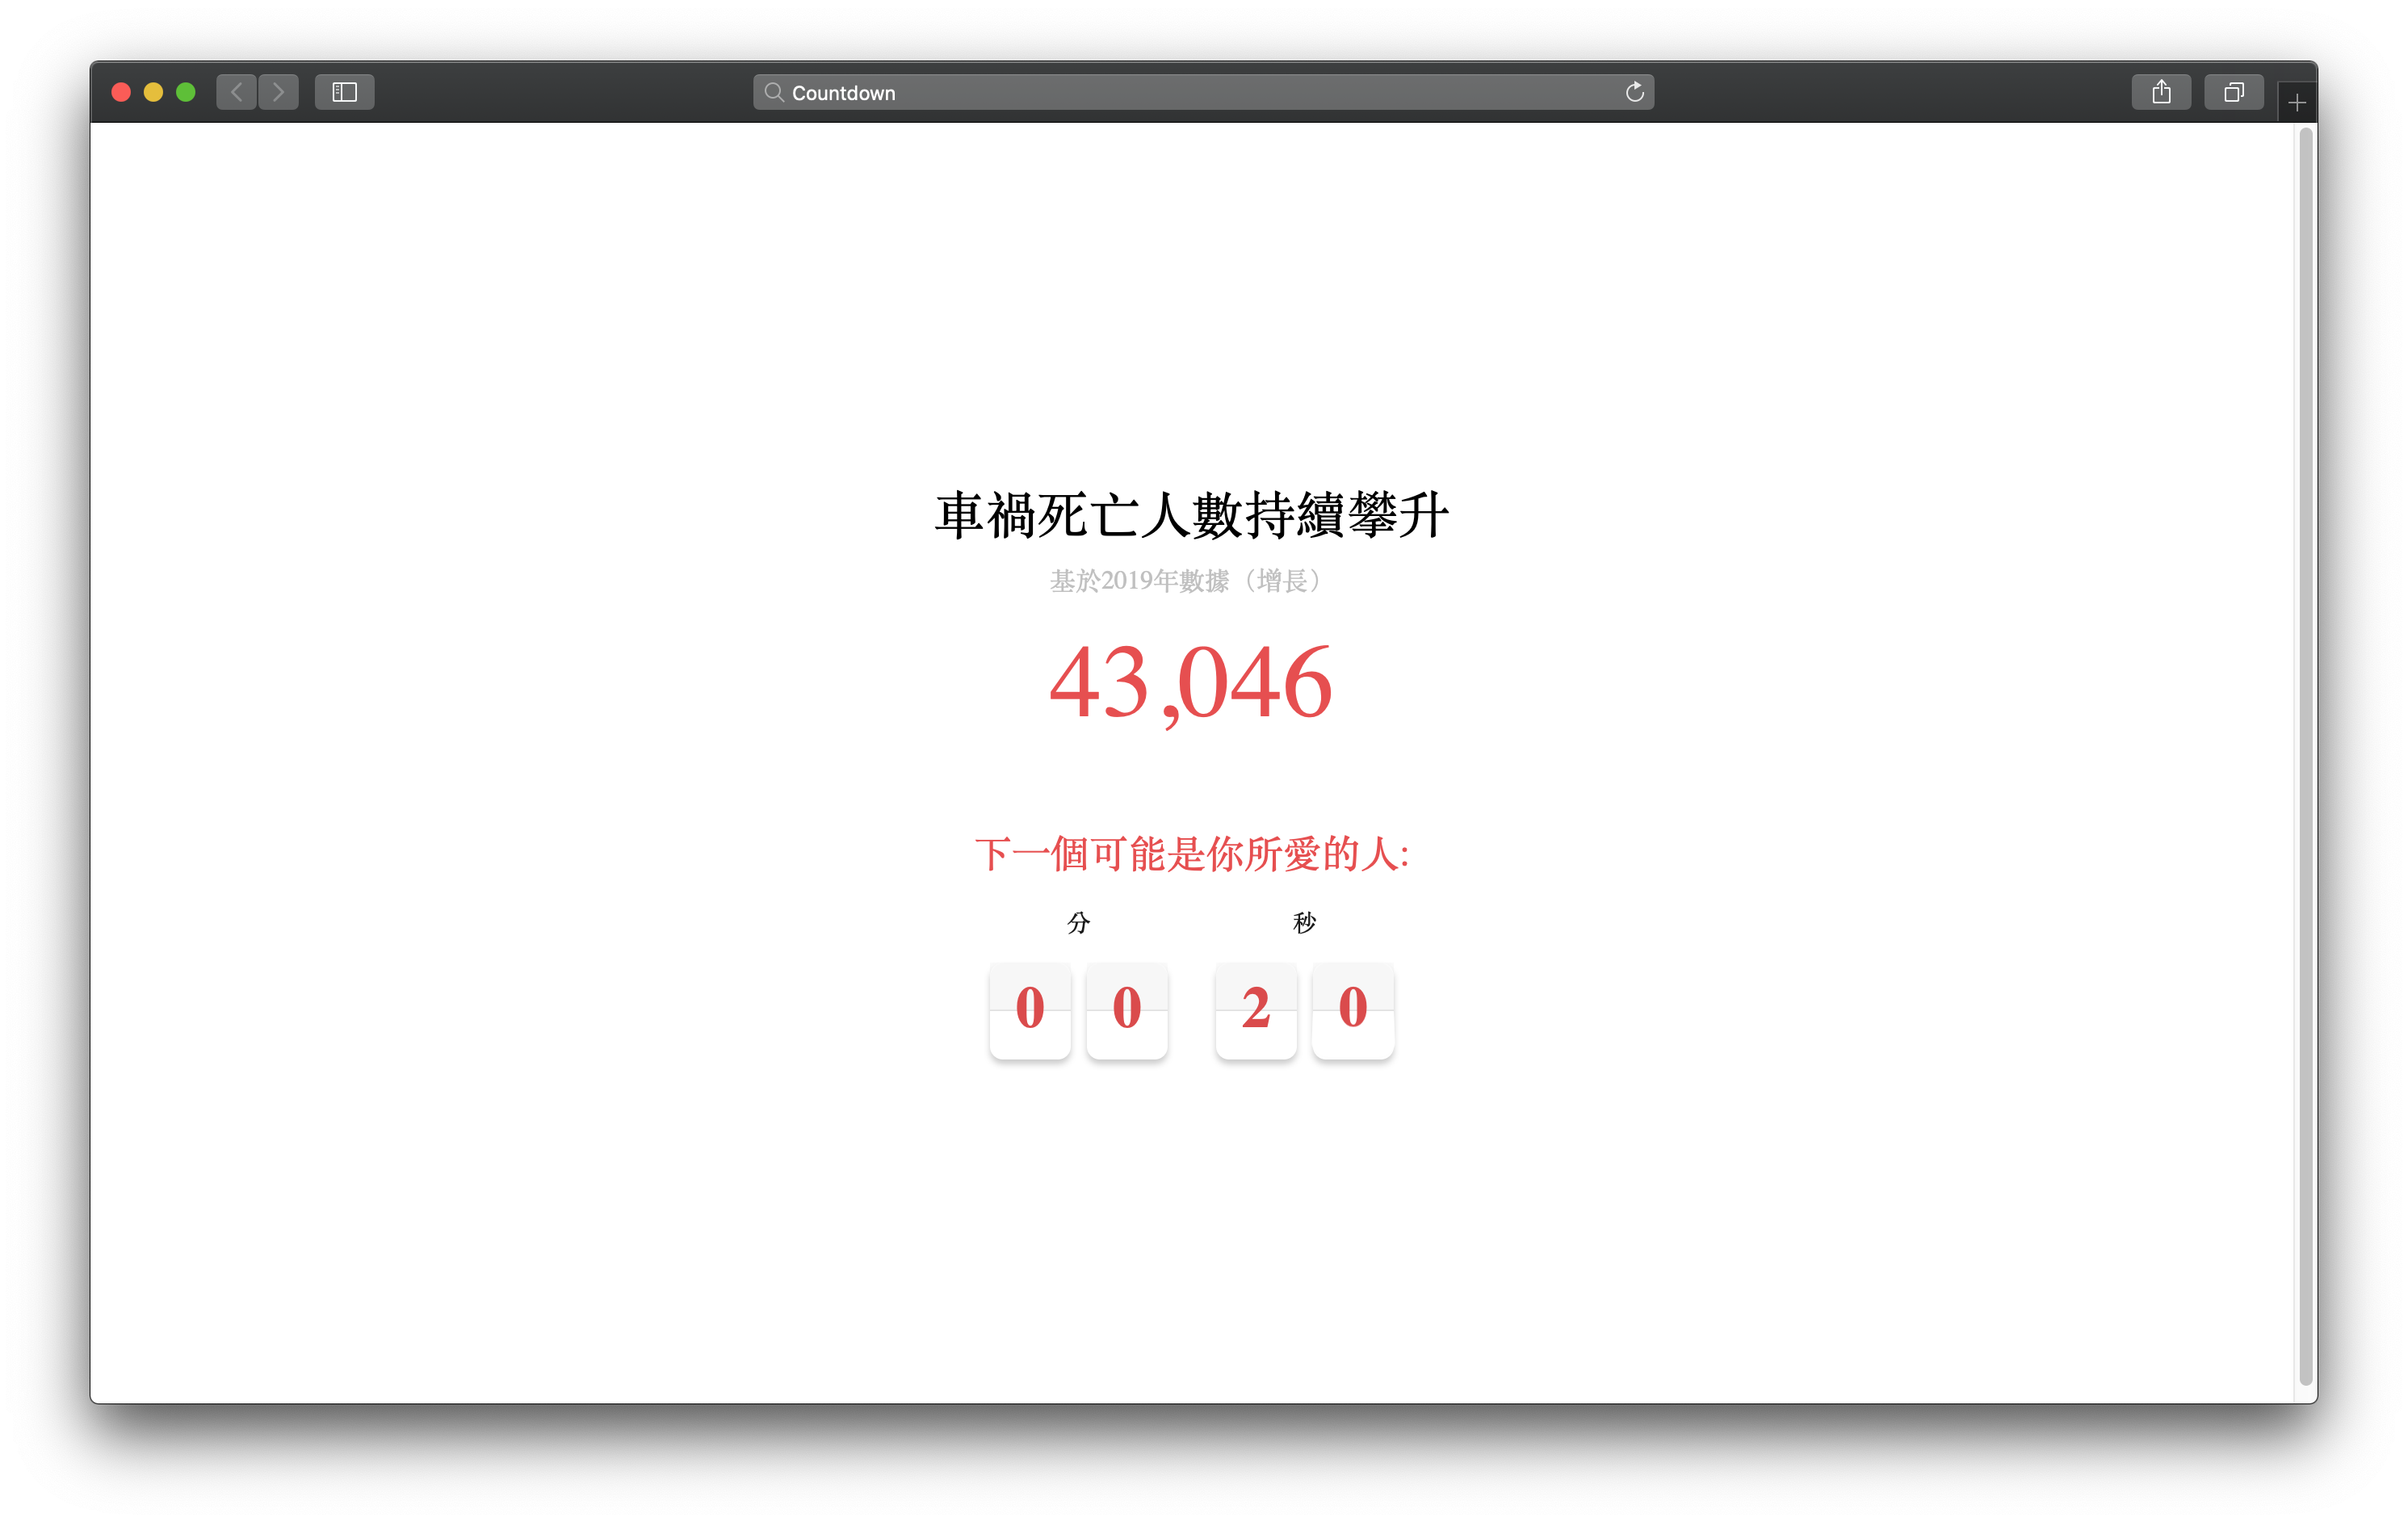 Countdown
車禍死亡人數持續攀升
基於2019年數據（增長）
43,046
下一個可能是你所愛的人:
分 秒
0 0 2 0